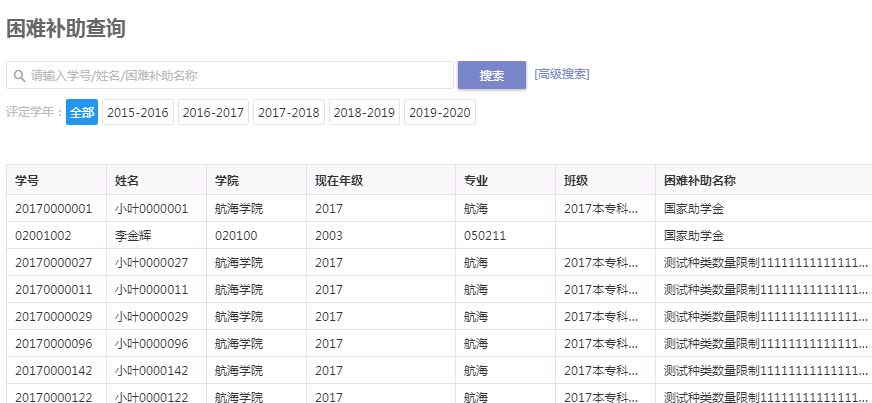 困难补助查询
请输入学号/姓名/困难补助名称 搜索 [高级搜索]
评定学年： 全部 2015-2016 2016-2017 2017-2018 2018-2019 2019-2020
学号 姓名 学院 现在年级 专业 班级 困难补助名称
20170000001 小叶0000001 航海学院 2017 航海 2017本专科... 国家助学金
02001002 李金辉 020100 2003 050211 国家助学金
20170000027 小叶0000027 航海学院 2017 航海 2017本专科... 测试种类数量限制11111111111111...
20170000011 小叶0000011 航海学院 2017 航海 2017本专科... 测试种类数量限制11111111111111...
20170000029 小叶0000029 航海学院 2017 航海 2017本专科... 测试种类数量限制11111111111111...
20170000096 小叶0000096 航海学院 2017 航海 2017本专科... 测试种类数量限制11111111111111...
20170000142 小叶0000142 航海学院 2017 航海 2017本专科... 测试种类数量限制11111111111111...
20170000122 小叶0000122 航海学院 2017 航海 2017本专科... 测试种类数量限制11111111111111...